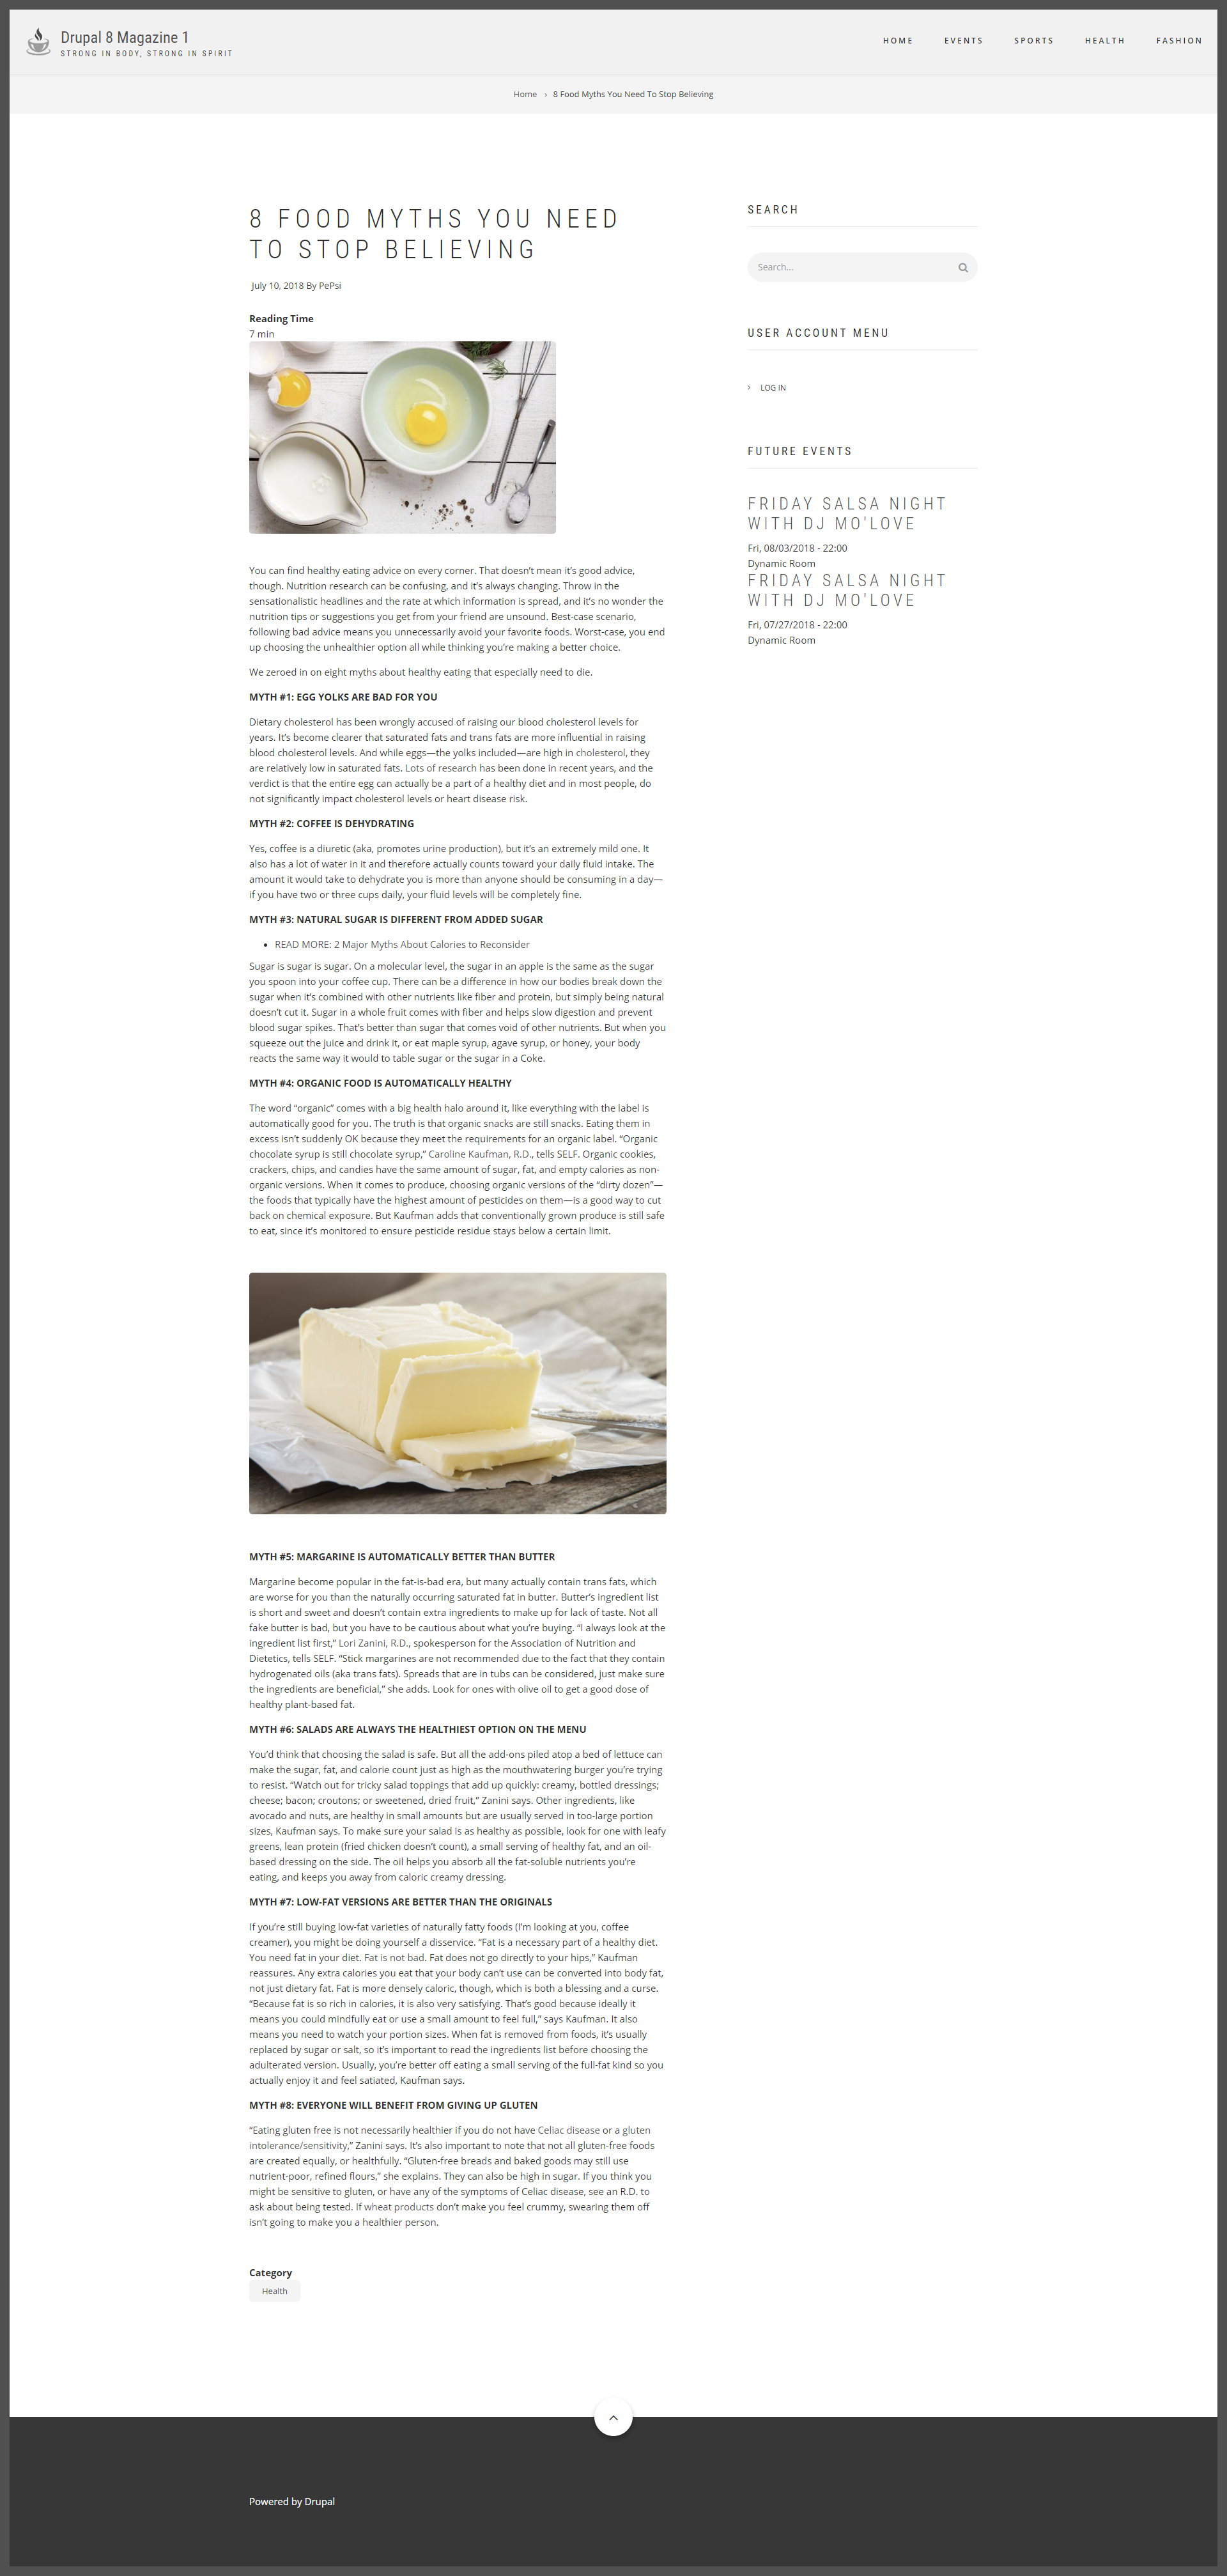 Drupal 8 Magazine 1
STRONG IN BODY, STRONG IN SPIRIT
HOME EVENTS SPORTS HEALTH FASHION
Home › 8 Food Myths You Need To Stop Believing
8 FOOD MYTHS YOU NEED
TO STOP BELIEVING
July 10, 2018 By PePsi
Reading Time
7 min
You can find healthy eating advice on every corner. That doesn’t mean it’s good advice,
though. Nutrition research can be confusing, and it’s always changing. Throw in the
sensationalistic headlines and the rate at which information is spread, and it’s no wonder the
nutrition tips or suggestions you get from your friend are unsound. Best-case scenario,
following bad advice means you unnecessarily avoid your favorite foods. Worst-case, you end
up choosing the unhealthier option all while thinking you’re making a better choice.
We zeroed in on eight myths about healthy eating that especially need to die.
MYTH #1: EGG YOLKS ARE BAD FOR YOU
Dietary cholesterol has been wrongly accused of raising our blood cholesterol levels for
years. It’s become clearer that saturated fats and trans fats are more influential in raising
blood cholesterol levels. And while eggs—the yolks included—are high in cholesterol, they
are relatively low in saturated fats. Lots of research has been done in recent years, and the
verdict is that the entire egg can actually be a part of a healthy diet and in most people, do
not significantly impact cholesterol levels or heart disease risk.
MYTH #2: COFFEE IS DEHYDRATING
Yes, coffee is a diuretic (aka, promotes urine production), but it’s an extremely mild one. It
also has a lot of water in it and therefore actually counts toward your daily fluid intake. The
amount it would take to dehydrate you is more than anyone should be consuming in a day—
if you have two or three cups daily, your fluid levels will be completely fine.
MYTH #3: NATURAL SUGAR IS DIFFERENT FROM ADDED SUGAR
• READ MORE: 2 Major Myths About Calories to Reconsider
Sugar is sugar is sugar. On a molecular level, the sugar in an apple is the same as the sugar
you spoon into your coffee cup. There can be a difference in how our bodies break down the
sugar when it’s combined with other nutrients like fiber and protein, but simply being natural
doesn’t cut it. Sugar in a whole fruit comes with fiber and helps slow digestion and prevent
blood sugar spikes. That’s better than sugar that comes void of other nutrients. But when you
squeeze out the juice and drink it, or eat maple syrup, agave syrup, or honey, your body
reacts the same way it would to table sugar or the sugar in a Coke.
MYTH #4: ORGANIC FOOD IS AUTOMATICALLY HEALTHY
The word “organic” comes with a big health halo around it, like everything with the label is
automatically good for you. The truth is that organic snacks are still snacks. Eating them in
excess isn’t suddenly OK because they meet the requirements for an organic label. “Organic
chocolate syrup is still chocolate syrup,” Caroline Kaufman, R.D., tells SELF. Organic cookies,
crackers, chips, and candies have the same amount of sugar, fat, and empty calories as non-
organic versions. When it comes to produce, choosing organic versions of the “dirty dozen”—
the foods that typically have the highest amount of pesticides on them—is a good way to cut
back on chemical exposure. But Kaufman adds that conventionally grown produce is still safe
to eat, since it’s monitored to ensure pesticide residue stays below a certain limit.
MYTH #5: MARGARINE IS AUTOMATICALLY BETTER THAN BUTTER
Margarine become popular in the fat-is-bad era, but many actually contain trans fats, which
are worse for you than the naturally occurring saturated fat in butter. Butter’s ingredient list
is short and sweet and doesn’t contain extra ingredients to make up for lack of taste. Not all
fake butter is bad, but you have to be cautious about what you’re buying. “I always look at the
ingredient list first,” Lori Zanini, R.D., spokesperson for the Association of Nutrition and
Dietetics, tells SELF. “Stick margarines are not recommended due to the fact that they contain
hydrogenated oils (aka trans fats). Spreads that are in tubs can be considered, just make sure
the ingredients are beneficial,” she adds. Look for ones with olive oil to get a good dose of
healthy plant-based fat.
MYTH #6: SALADS ARE ALWAYS THE HEALTHIEST OPTION ON THE MENU
You’d think that choosing the salad is safe. But all the add-ons piled atop a bed of lettuce can
make the sugar, fat, and calorie count just as high as the mouthwatering burger you’re trying
to resist. “Watch out for tricky salad toppings that add up quickly: creamy, bottled dressings;
cheese; bacon; croutons; or sweetened, dried fruit,” Zanini says. Other ingredients, like
avocado and nuts, are healthy in small amounts but are usually served in too-large portion
sizes, Kaufman says. To make sure your salad is as healthy as possible, look for one with leafy
greens, lean protein (fried chicken doesn’t count), a small serving of healthy fat, and an oil-
based dressing on the side. The oil helps you absorb all the fat-soluble nutrients you’re
eating, and keeps you away from caloric creamy dressing.
MYTH #7: LOW-FAT VERSIONS ARE BETTER THAN THE ORIGINALS
If you’re still buying low-fat varieties of naturally fatty foods (I’m looking at you, coffee
creamer), you might be doing yourself a disservice. “Fat is a necessary part of a healthy diet.
You need fat in your diet. Fat is not bad. Fat does not go directly to your hips,” Kaufman
reassures. Any extra calories you eat that your body can’t use can be converted into body fat,
not just dietary fat. Fat is more densely caloric, though, which is both a blessing and a curse.
“Because fat is so rich in calories, it is also very satisfying. That’s good because ideally it
means you could mindfully eat or use a small amount to feel full,” says Kaufman. It also
means you need to watch your portion sizes. When fat is removed from foods, it’s usually
replaced by sugar or salt, so it’s important to read the ingredients list before choosing the
adulterated version. Usually, you’re better off eating a small serving of the full-fat kind so you
actually enjoy it and feel satiated, Kaufman says.
MYTH #8: EVERYONE WILL BENEFIT FROM GIVING UP GLUTEN
“Eating gluten free is not necessarily healthier if you do not have Celiac disease or a gluten
intolerance/sensitivity,” Zanini says. It’s also important to note that not all gluten-free foods
are created equally, or healthfully. “Gluten-free breads and baked goods may still use
nutrient-poor, refined flours,” she explains. They can also be high in sugar. If you think you
might be sensitive to gluten, or have any of the symptoms of Celiac disease, see an R.D. to
ask about being tested. If wheat products don’t make you feel crummy, swearing them off
isn’t going to make you a healthier person.
Category
Health
SEARCH
Search...
USER ACCOUNT MENU
› LOG IN
FUTURE EVENTS
FRIDAY SALSA NIGHT
WITH DJ MO'LOVE
Fri, 08/03/2018 - 22:00
Dynamic Room
FRIDAY SALSA NIGHT
WITH DJ MO'LOVE
Fri, 07/27/2018 - 22:00
Dynamic Room
Powered by Drupal